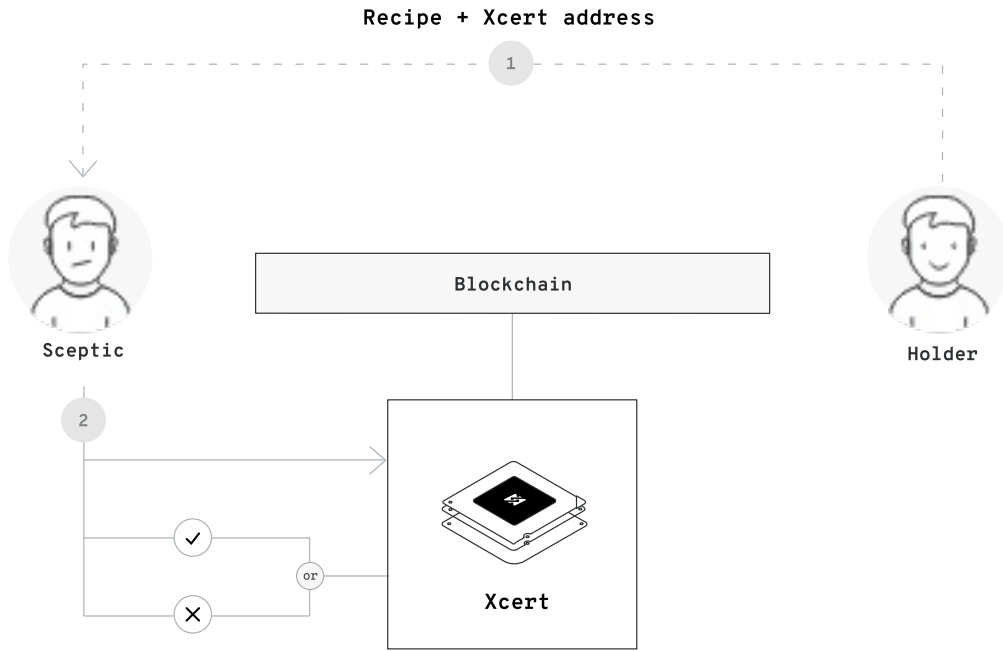 Recipe + Xcert address
1
Blockchain
Sceptic
Holder
2
or
Xcert